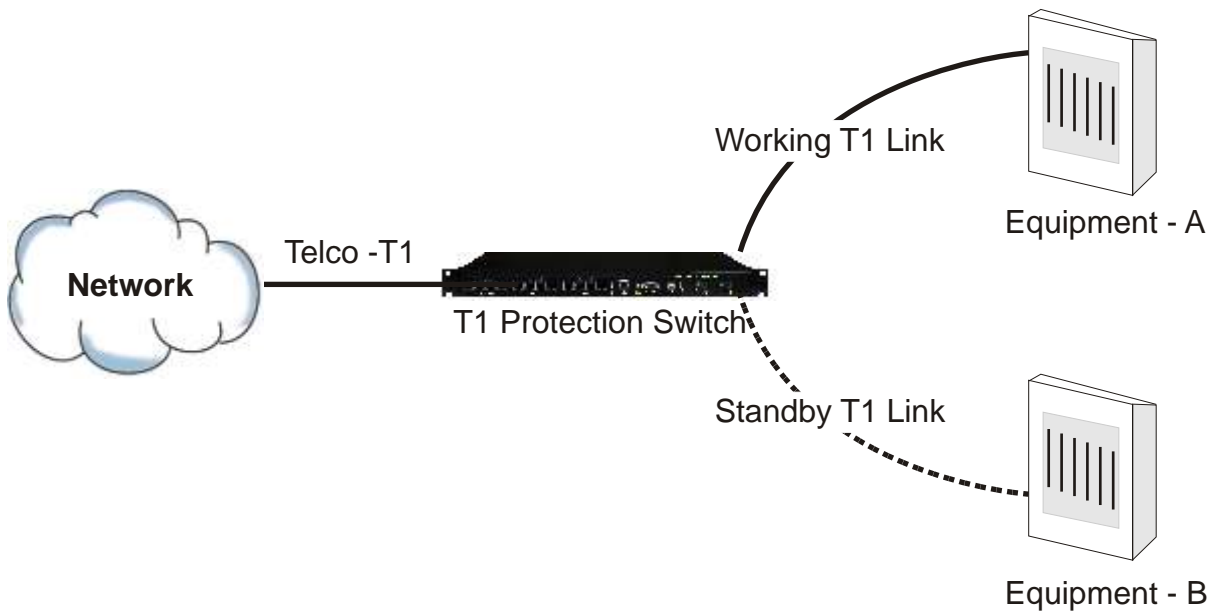 Working T1 Link
Equipment - A
Telco -T1
Network
T1 Protection Switch
Standby T1 Link
Equipment - B